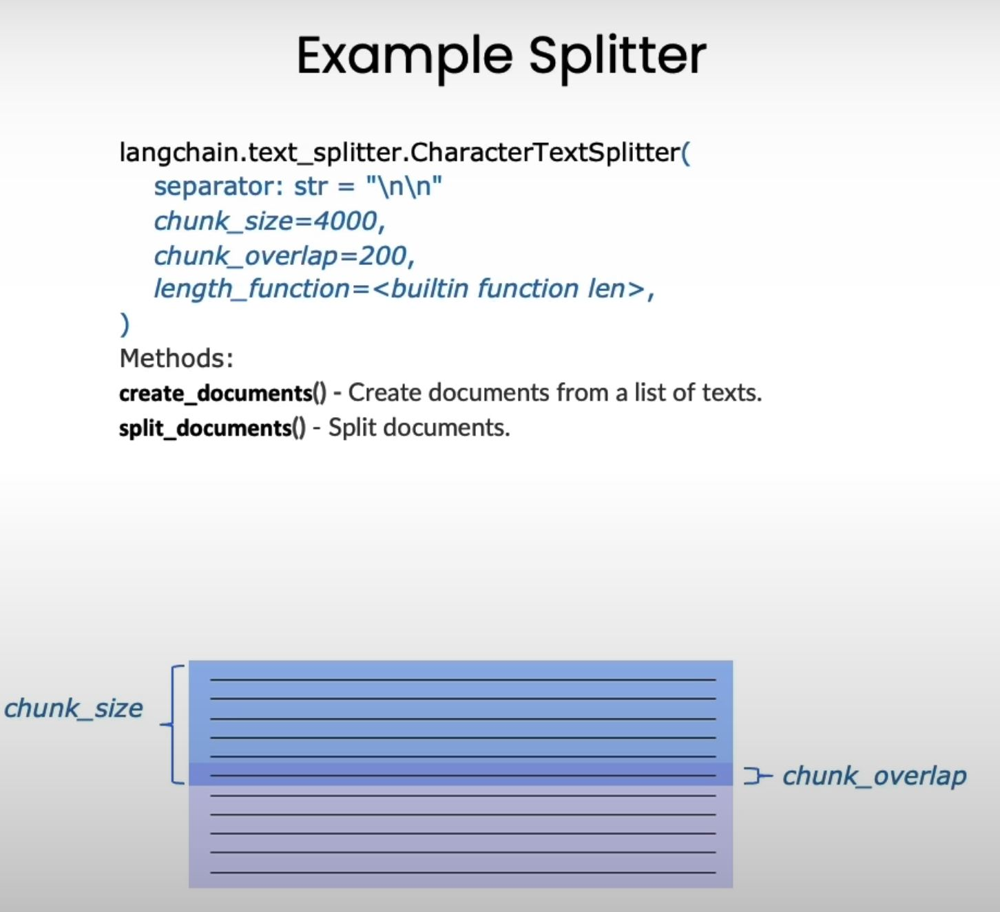 Example Splitter
langchain.text_splitter.CharacterTextSplitter(
separator: str = "\n\n"
chunk_size=4000,
chunk_overlap=200,
length_function=<builtin function len>,
)
Methods:
create_documents() - Create documents from a list of texts.
split_documents() - Split documents.
chunk_size
chunk_overlap